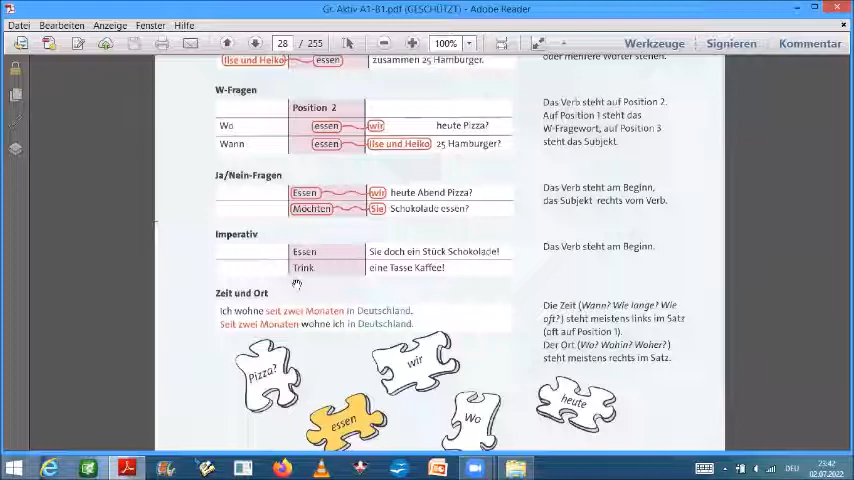 Gr. Aktiv A1-B1.pdf (GESCHÜTZT) - Adobe Reader
Datei Bearbeiten Anzeige Fenster Hilfe
28 / 255 100% Werkzeuge Signieren Kommentar
Ilse und Heiko essen zusammen 25 Hamburger. oder mehrere Wörter stehen.
W-Fragen
Position 2
Wo essen wir heute Pizza?
Wann essen Ilse und Heiko 25 Hamburger?
Das Verb steht auf Position 2.
Auf Position 1 steht das
W-Fragewort, auf Position 3
steht das Subjekt.
Ja/Nein-Fragen
Essen wir heute Abend Pizza?
Möchten Sie Schokolade essen?
Das Verb steht am Beginn,
das Subjekt rechts vom Verb.
Imperativ
Essen Sie doch ein Stück Schokolade!
Trink eine Tasse Kaffee!
Das Verb steht am Beginn.
Zeit und Ort
Ich wohne seit zwei Monaten in Deutschland.
Seit zwei Monaten wohne ich in Deutschland.
Die Zeit (Wann? Wie lange? Wie
oft?) steht meistens links im Satz
(oft auf Position 1).
Der Ort (Wo? Wohin? Woher?)
steht meistens rechts im Satz.
Pizza?
wir
essen
Wo
heute
DEU
23:42
02.07.2022